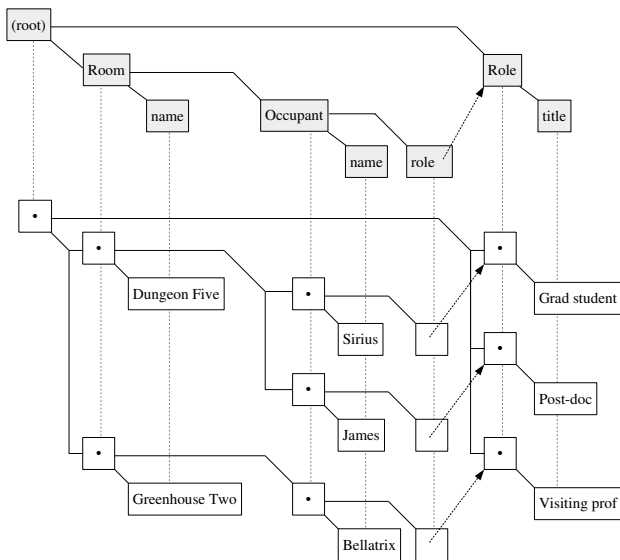 (root)
Room
Role
name
Occupant
title
name
role
Dungeon Five
Grad student
Sirius
Post-doc
James
Greenhouse Two
Visiting prof
Bellatrix